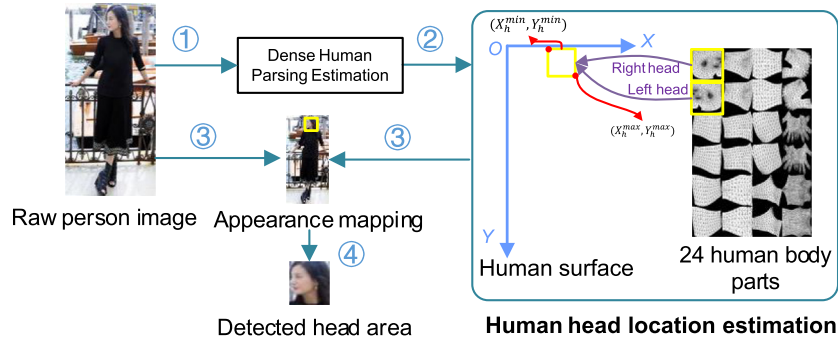 ①
Dense Human
Parsing Estimation
②
(X_h^{min}, Y_h^{min})
O
X
Right head
Left head
(X_h^{max}, Y_h^{max})
③
③
Raw person image
Appearance mapping
④
Y
Human surface
24 human body
parts
Detected head area
Human head location estimation